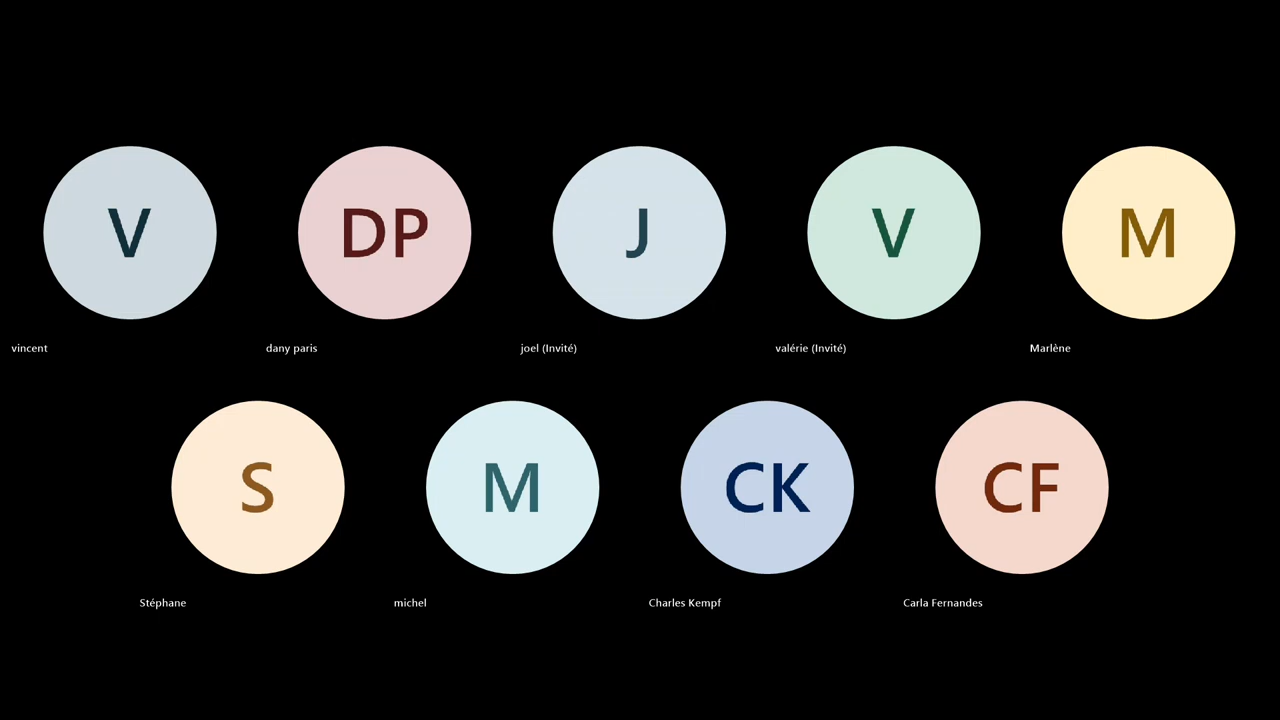 V
DP
J
V
M
vincent
dany paris
joel (Invité)
valérie (Invité)
Marlène
S
M
CK
CF
Stéphane
michel
Charles Kempf
Carla Fernandes